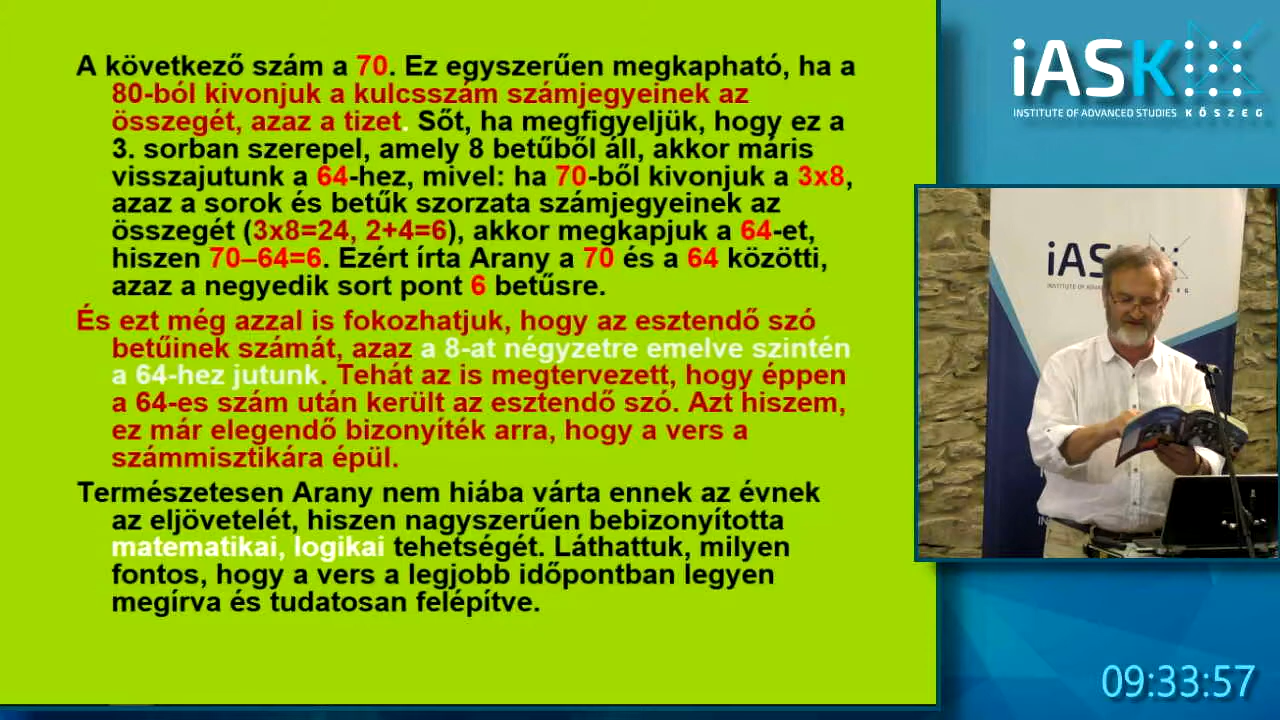 A következő szám a 70. Ez egyszerűen megkapható, ha a
80-ból kivonjuk a kulcsszám számjegyeinek az
összegét, azaz a tizet. Sőt, ha megfigyeljük, hogy ez a
3. sorban szerepel, amely 8 betűből áll, akkor máris
visszajutunk a 64-hez, mivel: ha 70-ből kivonjuk a 3x8,
azaz a sorok és betűk szorzata számjegyeinek az
összegét (3x8=24, 2+4=6), akkor megkapjuk a 64-et,
hiszen 70–64=6. Ezért írta Arany a 70 és a 64 közötti,
azaz a negyedik sort pont 6 betűsre.
És ezt még azzal is fokozhatjuk, hogy az esztendő szó
betűinek számát, azaz a 8-at négyzetre emelve szintén
a 64-hez jutunk. Tehát az is megtervezett, hogy éppen
a 64-es szám után került az esztendő szó. Azt hiszem,
ez már elegendő bizonyíték arra, hogy a vers a
számmisztikára épül.
Természetesen Arany nem hiába várta ennek az évnek
az eljövetelét, hiszen nagyszerűen bebizonyította
matematikai, logikai tehetségét. Láthattuk, milyen
fontos, hogy a vers a legjobb időpontban legyen
megírva és tudatosan felépítve.
iASK
INSTITUTE OF ADVANCED STUDIES KŐSZEG
iASK
09:33:57